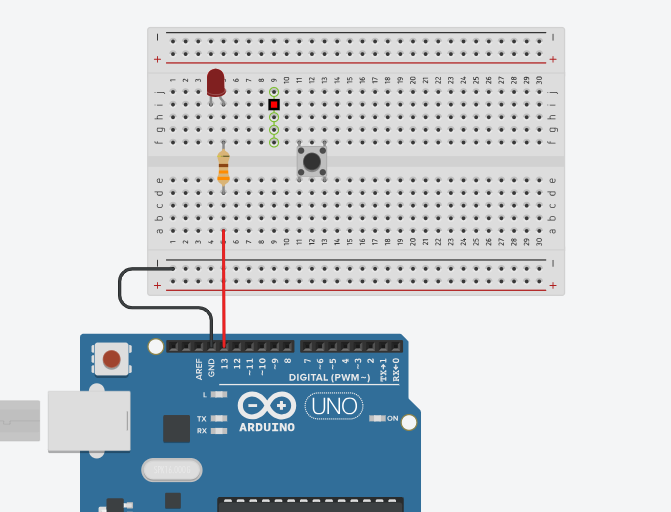 − −
+ +
1 2 3 4 5 6 7 8 9 10 11 12 13 14 15 16 17 18 19 20 21 22 23 24 25 26 27 28 29 30
j j
i i
h h
g g
f f
e e
d d
c c
b b
a a
1 2 3 4 5 6 7 8 9 10 11 12 13 14 15 16 17 18 19 20 21 22 23 24 25 26 27 28 29 30
− −
+ +
AREF GND 13 12 ~11 ~10 ~9 8 7 ~6 ~5 4 ~3 2 TX→1 RX←0
DIGITAL (PWM~)
L
TX
RX
UNO
ON
ARDUINO